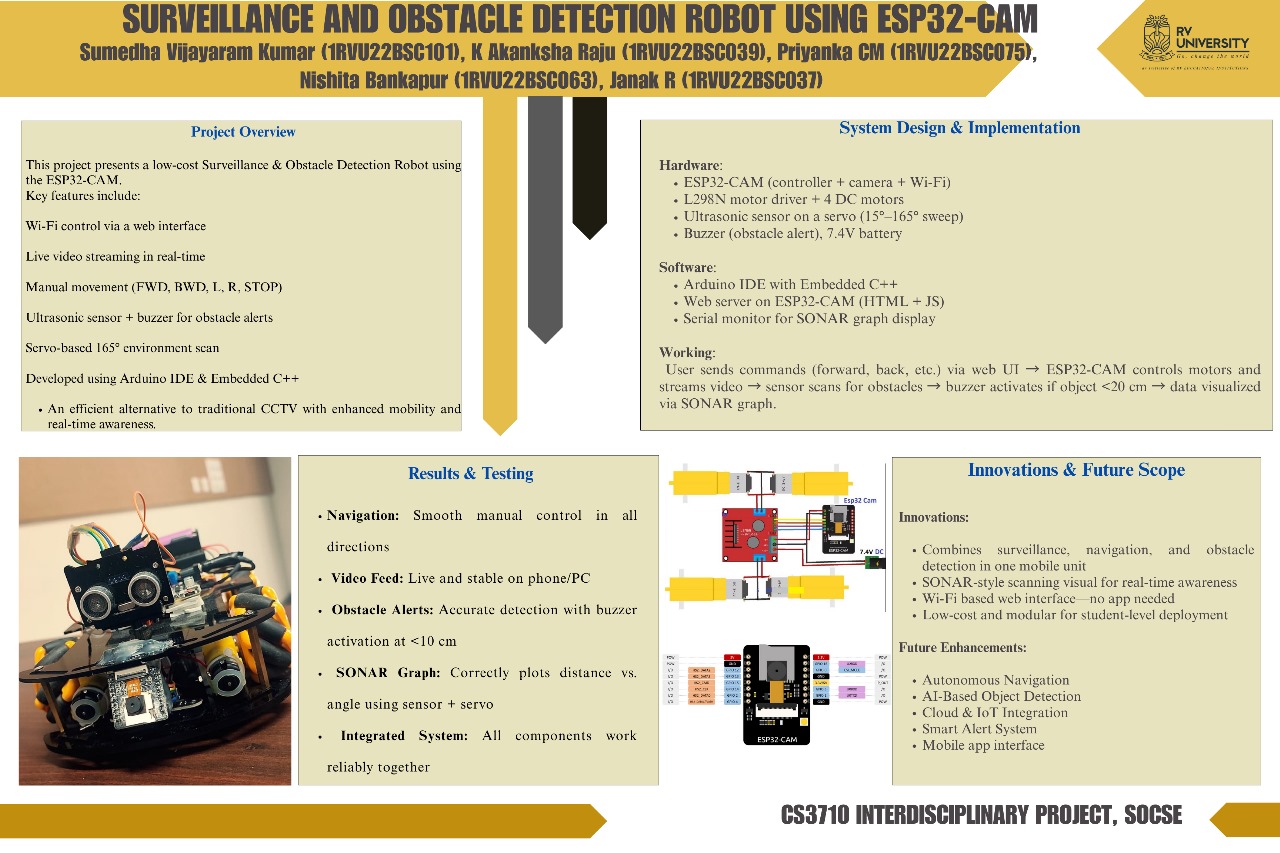 SURVEILLANCE AND OBSTACLE DETECTION ROBOT USING ESP32-CAM
Sumedha Vijayaram Kumar (1RVU22BSC101), K Akanksha Raju (1RVU22BSC039), Priyanka CM (1RVU22BSC075),
Nishita Bankapur (1RVU22BSC063), Janak R (1RVU22BSC037)
RV
UNIVERSITY
Go, change the world
Project Overview
This project presents a low-cost Surveillance & Obstacle Detection Robot using
the ESP32-CAM.
Key features include:
Wi-Fi control via a web interface
Live video streaming in real-time
Manual movement (FWD, BWD, L, R, STOP)
Ultrasonic sensor + buzzer for obstacle alerts
Servo-based 165° environment scan
Developed using Arduino IDE & Embedded C++
• An efficient alternative to traditional CCTV with enhanced mobility and
real-time awareness.
System Design & Implementation
Hardware:
• ESP32-CAM (controller + camera + Wi-Fi)
• L298N motor driver + 4 DC motors
• Ultrasonic sensor on a servo (15°–165° sweep)
• Buzzer (obstacle alert), 7.4V battery
Software:
• Arduino IDE with Embedded C++
• Web server on ESP32-CAM (HTML + JS)
• Serial monitor for SONAR graph display
Working:
User sends commands (forward, back, etc.) via web UI → ESP32-CAM controls motors and
streams video → sensor scans for obstacles → buzzer activates if object <20 cm → data visualized
via SONAR graph.
Results & Testing
• Navigation: Smooth manual control in all
directions
• Video Feed: Live and stable on phone/PC
• Obstacle Alerts: Accurate detection with buzzer
activation at <10 cm
• SONAR Graph: Correctly plots distance vs.
angle using sensor + servo
• Integrated System: All components work
reliably together
Esp32 Cam
ESP32-CAM
7.4V DC
ESP32-CAM
Innovations & Future Scope
Innovations:
• Combines surveillance, navigation, and obstacle
detection in one mobile unit
• SONAR-style scanning visual for real-time awareness
• Wi-Fi based web interface—no app needed
• Low-cost and modular for student-level deployment
Future Enhancements:
• Autonomous Navigation
• AI-Based Object Detection
• Cloud & IoT Integration
• Smart Alert System
• Mobile app interface
CS3710 INTERDISCIPLINARY PROJECT, SOCSE